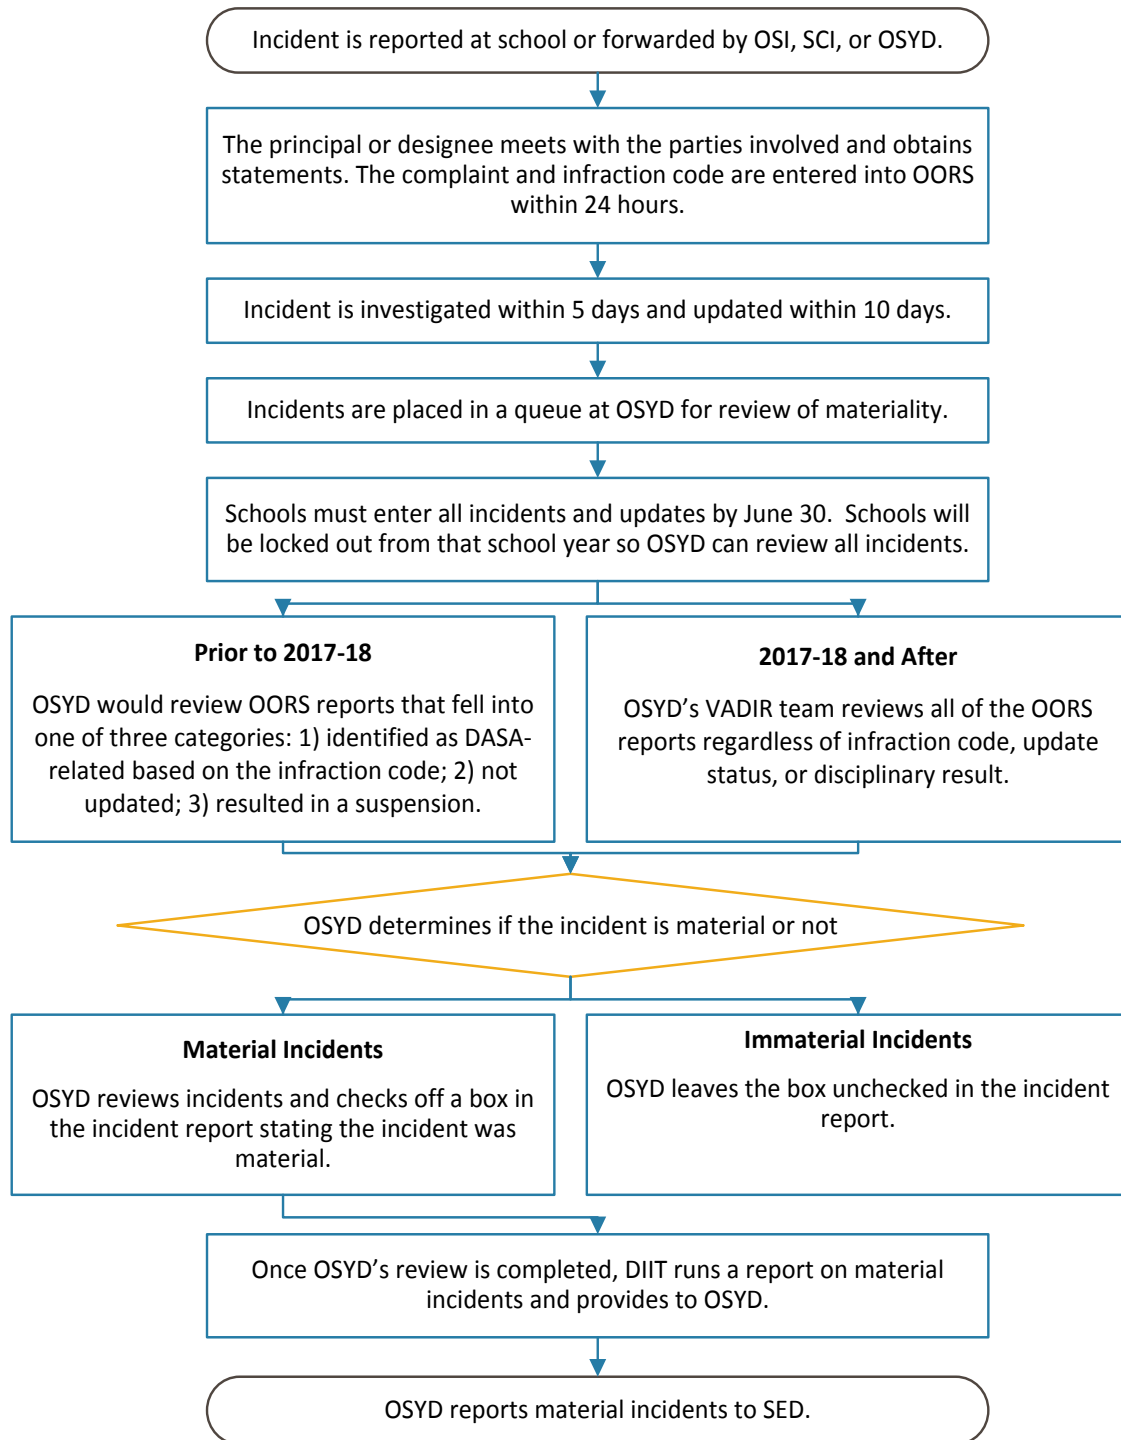 Incident is reported at school or forwarded by OSI, SCI, or OSYD.
The principal or designee meets with the parties involved and obtains
statements. The complaint and infraction code are entered into OORS
within 24 hours.
Incident is investigated within 5 days and updated within 10 days.
Incidents are placed in a queue at OSYD for review of materiality.
Schools must enter all incidents and updates by June 30.  Schools will
be locked out from that school year so OSYD can review all incidents.
Prior to 2017-18
OSYD would review OORS reports that fell into
one of three categories: 1) identified as DASA-
related based on the infraction code; 2) not
updated; 3) resulted in a suspension.
2017-18 and After
OSYD’s VADIR team reviews all of the OORS
reports regardless of infraction code, update
status, or disciplinary result.
OSYD determines if the incident is material or not
Material Incidents
OSYD reviews incidents and checks off a box in
the incident report stating the incident was
material.
Immaterial Incidents
OSYD leaves the box unchecked in the incident
report.
Once OSYD’s review is completed, DIIT runs a report on material
incidents and provides to OSYD.
OSYD reports material incidents to SED.